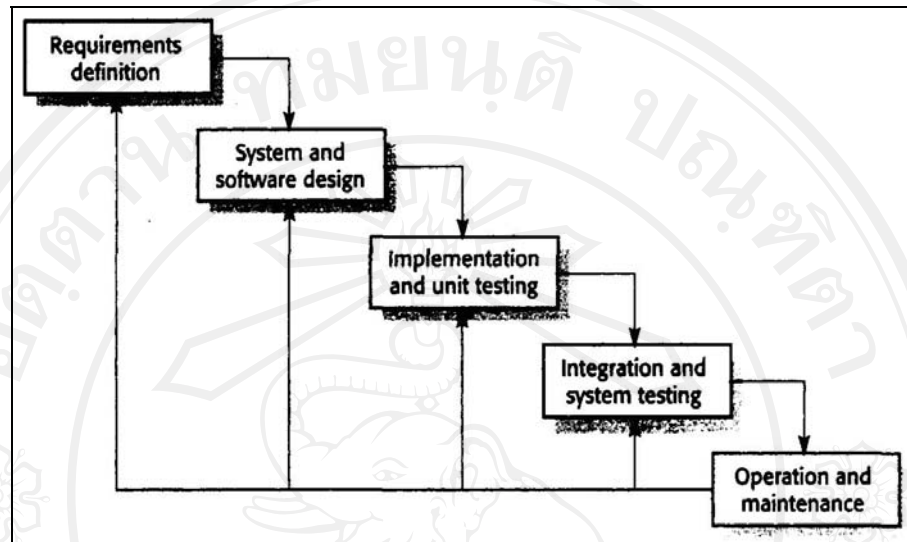 Requirements
definition
System and
software design
Implementation
and unit testing
Integration and
system testing
Operation and
maintenance